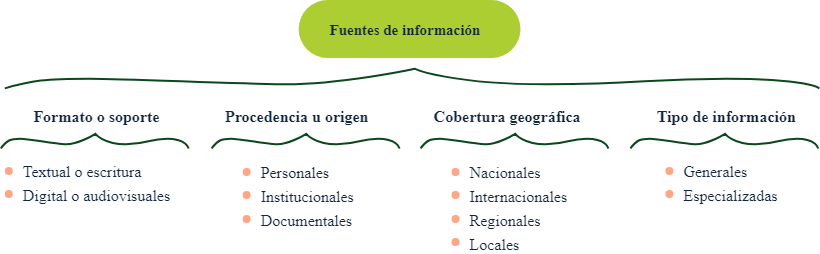 Fuentes de información
Formato o soporte
Textual o escritura
Digital o audiovisuales
Procedencia u origen
Personales
Institucionales
Documentales
Cobertura geográfica
Nacionales
Internacionales
Regionales
Locales
Tipo de información
Generales
Especializadas